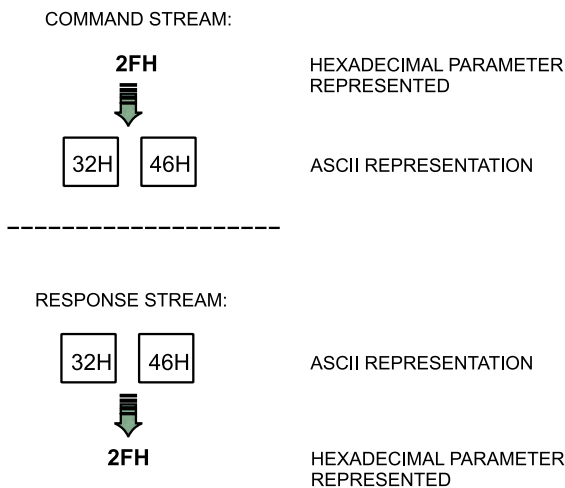 COMMAND STREAM:
2FH
HEXADECIMAL PARAMETER
REPRESENTED
32H 46H
ASCII REPRESENTATION
RESPONSE STREAM:
32H 46H
ASCII REPRESENTATION
2FH
HEXADECIMAL PARAMETER
REPRESENTED